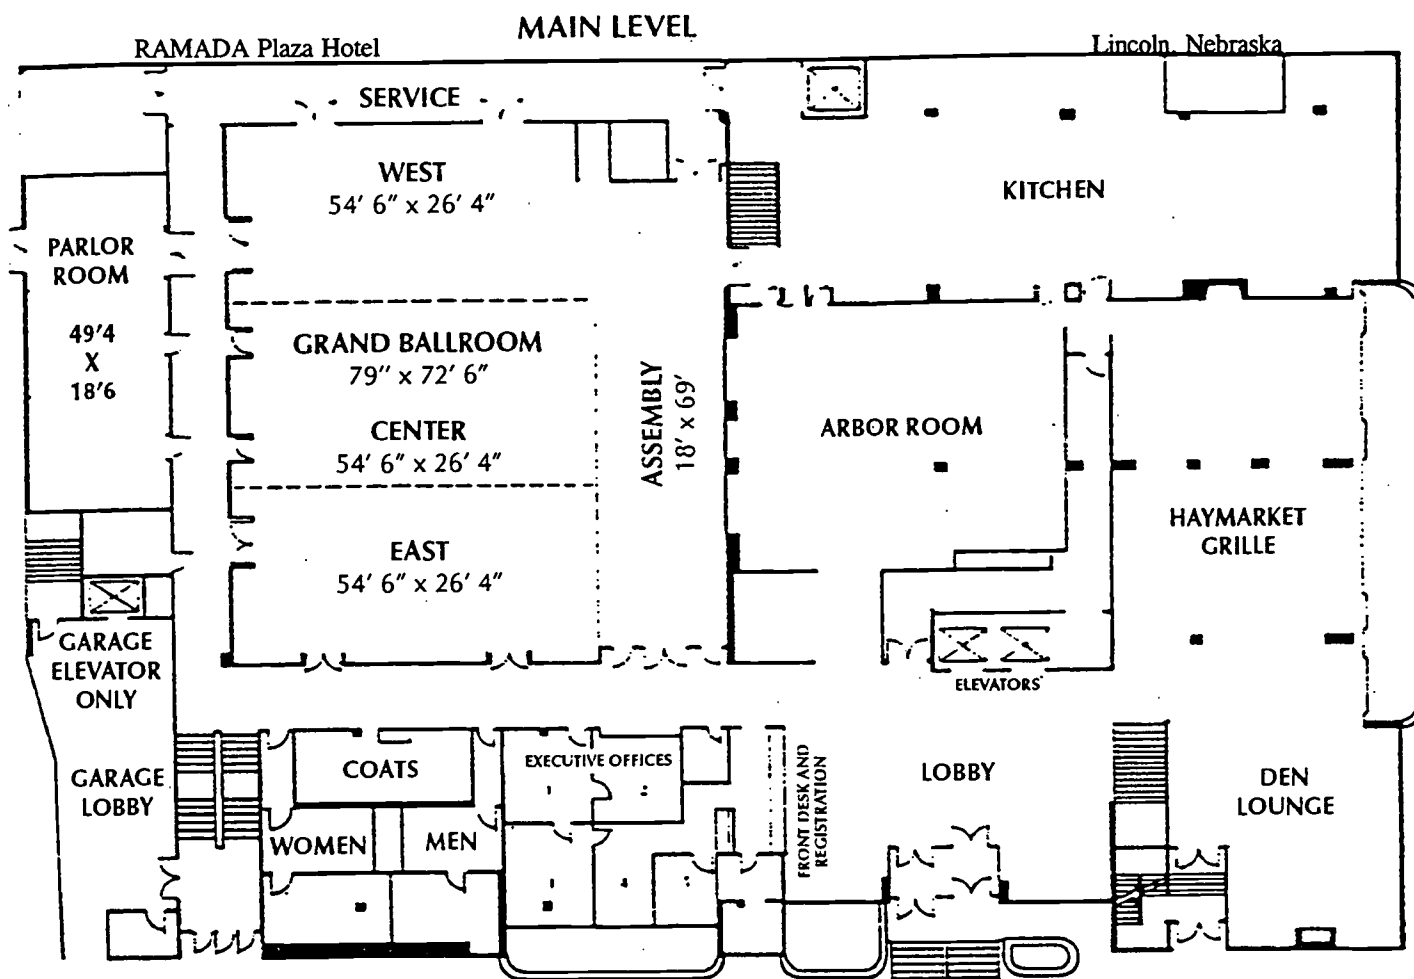 MAIN LEVEL
RAMADA Plaza Hotel
Lincoln, Nebraska
SERVICE
WEST
54' 6" x 26' 4"
KITCHEN
PARLOR
ROOM
49'4
X
18'6
GRAND BALLROOM
79" x 72' 6"
CENTER
54' 6" x 26' 4"
ASSEMBLY
18' x 69'
ARBOR ROOM
HAYMARKET
GRILLE
EAST
54' 6" x 26' 4"
GARAGE
ELEVATOR
ONLY
ELEVATORS
GARAGE
LOBBY
COATS
EXECUTIVE OFFICES
FRONT DESK AND
REGISTRATION
LOBBY
DEN
LOUNGE
WOMEN
MEN
4